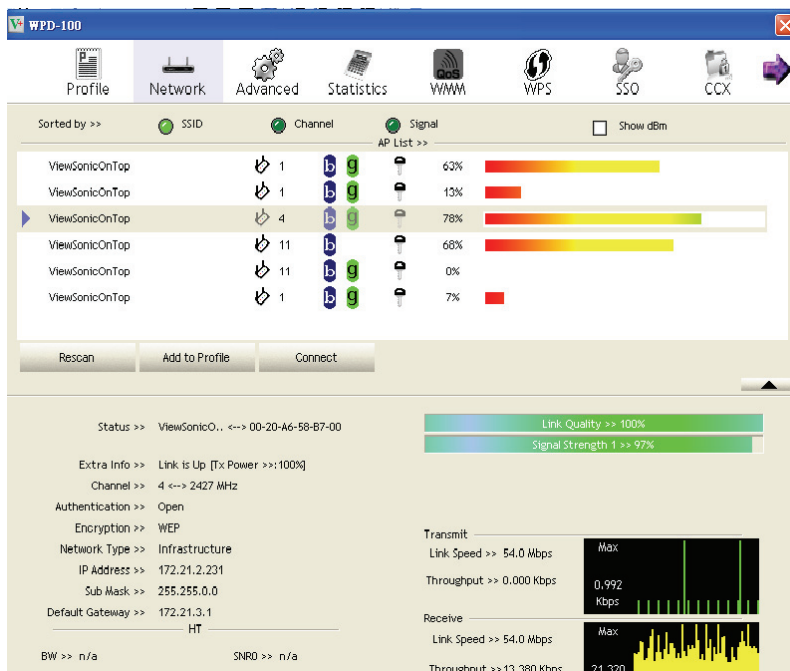 WPD-100
Profile Network Advanced Statistics QoS WMM WPS SSO CCX
Sorted by >> SSID Channel Signal Show dBm
AP List >>
ViewSonicOnTop 1 b g 63%
ViewSonicOnTop 1 b g 13%
ViewSonicOnTop 4 b g 78%
ViewSonicOnTop 11 b 68%
ViewSonicOnTop 11 b g 0%
ViewSonicOnTop 1 b g 7%
Rescan Add to Profile Connect
Status >> ViewSonicO.. <--> 00-20-A6-58-B7-00
Extra Info >> Link is Up [Tx Power >>:100%]
Channel >> 4 <--> 2427 MHz
Authentication >> Open
Encryption >> WEP
Network Type >> Infrastructure
IP Address >> 172.21.2.231
Sub Mask >> 255.255.0.0
Default Gateway >> 172.21.3.1
HT
BW >> n/a SNR0 >> n/a
Link Quality >> 100%
Signal Strength 1 >> 97%
Transmit
Link Speed >> 54.0 Mbps
Throughput >> 0.000 Kbps
Max
0.992
Kbps
Receive
Link Speed >> 54.0 Mbps
Throughput >> 13.380 Kbps
Max
21.320